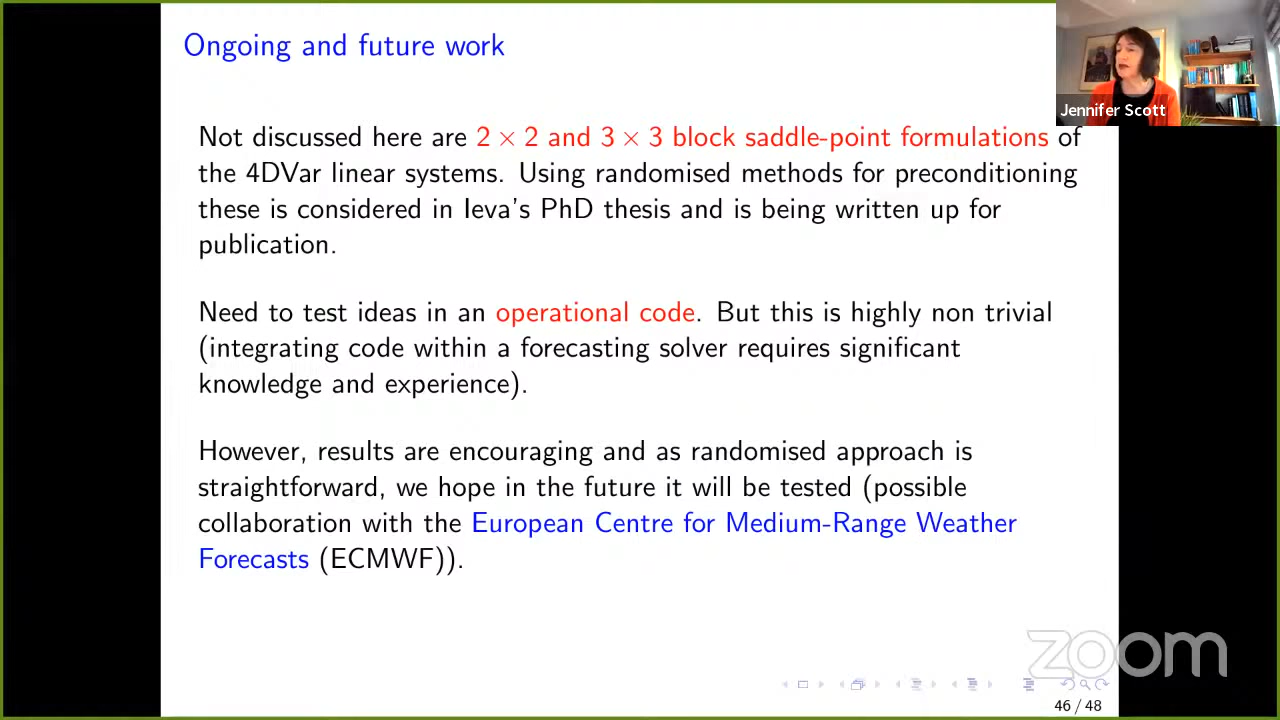 Ongoing and future work
Jennifer Scott
Not discussed here are 2 × 2 and 3 × 3 block saddle-point formulations of
the 4DVar linear systems. Using randomised methods for preconditioning
these is considered in Ieva's PhD thesis and is being written up for
publication.
Need to test ideas in an operational code. But this is highly non trivial
(integrating code within a forecasting solver requires significant
knowledge and experience).
However, results are encouraging and as randomised approach is
straightforward, we hope in the future it will be tested (possible
collaboration with the European Centre for Medium-Range Weather
Forecasts (ECMWF)).
zoom
46 / 48